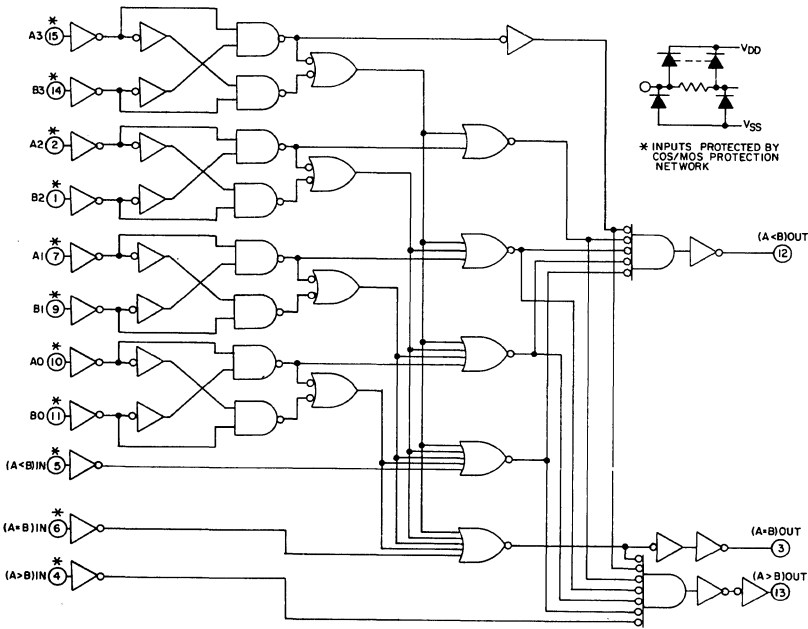 *
A3 15
*
B3 14
*
A2 2
*
B2 1
*
A1 7
*
B1 9
*
A0 10
*
B0 11
*
(A<B)IN 5
*
(A=B)IN 6
*
(A>B)IN 4
VDD
VSS
* INPUTS PROTECTED BY
COS/MOS PROTECTION
NETWORK
(A<B)OUT
12
(A=B)OUT
3
(A>B)OUT
13